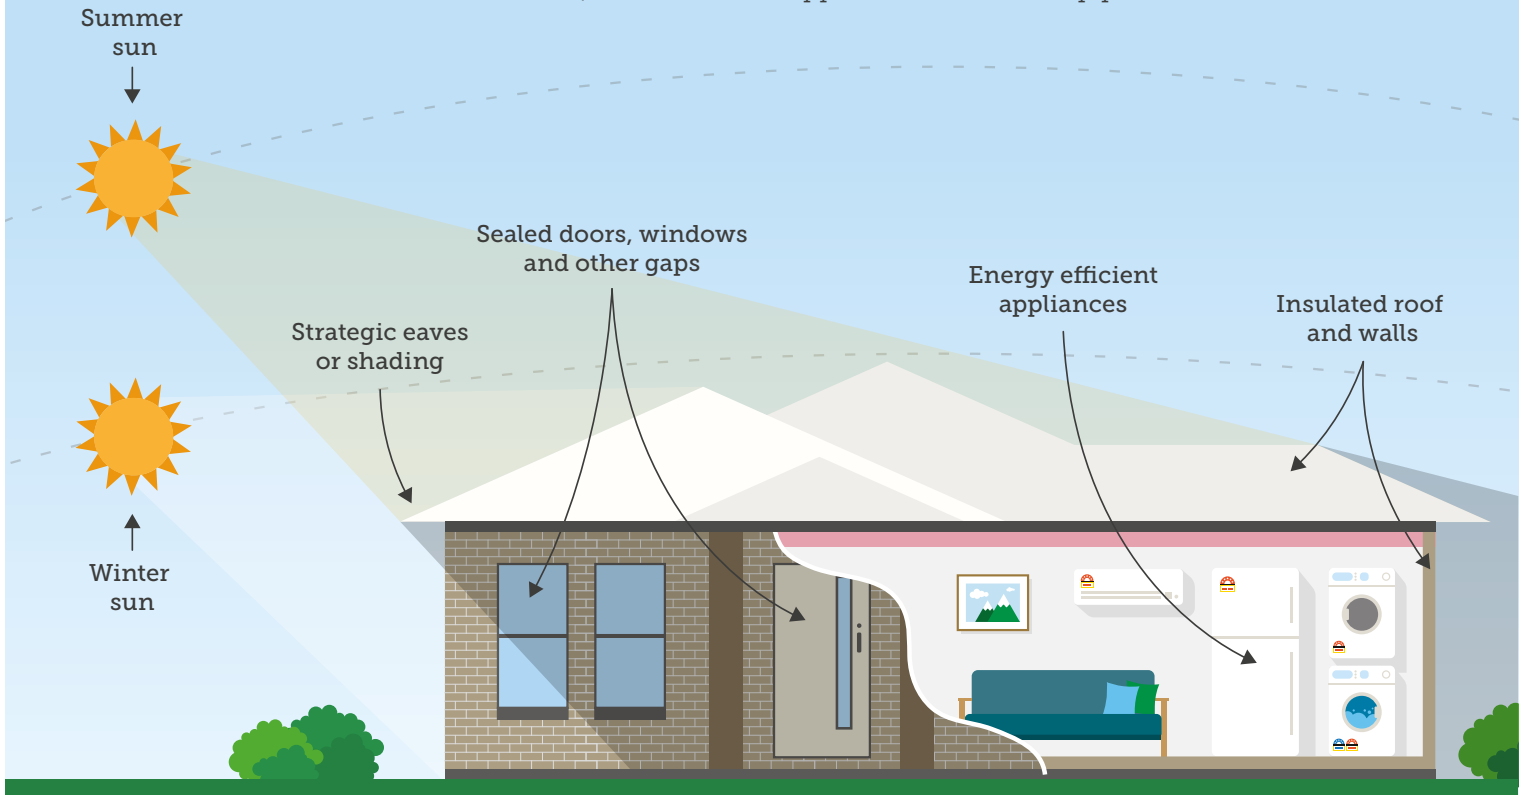 Summer
sun
Sealed doors, windows
and other gaps
Energy efficient
appliances
Insulated roof
and walls
Strategic eaves
or shading
Winter
sun